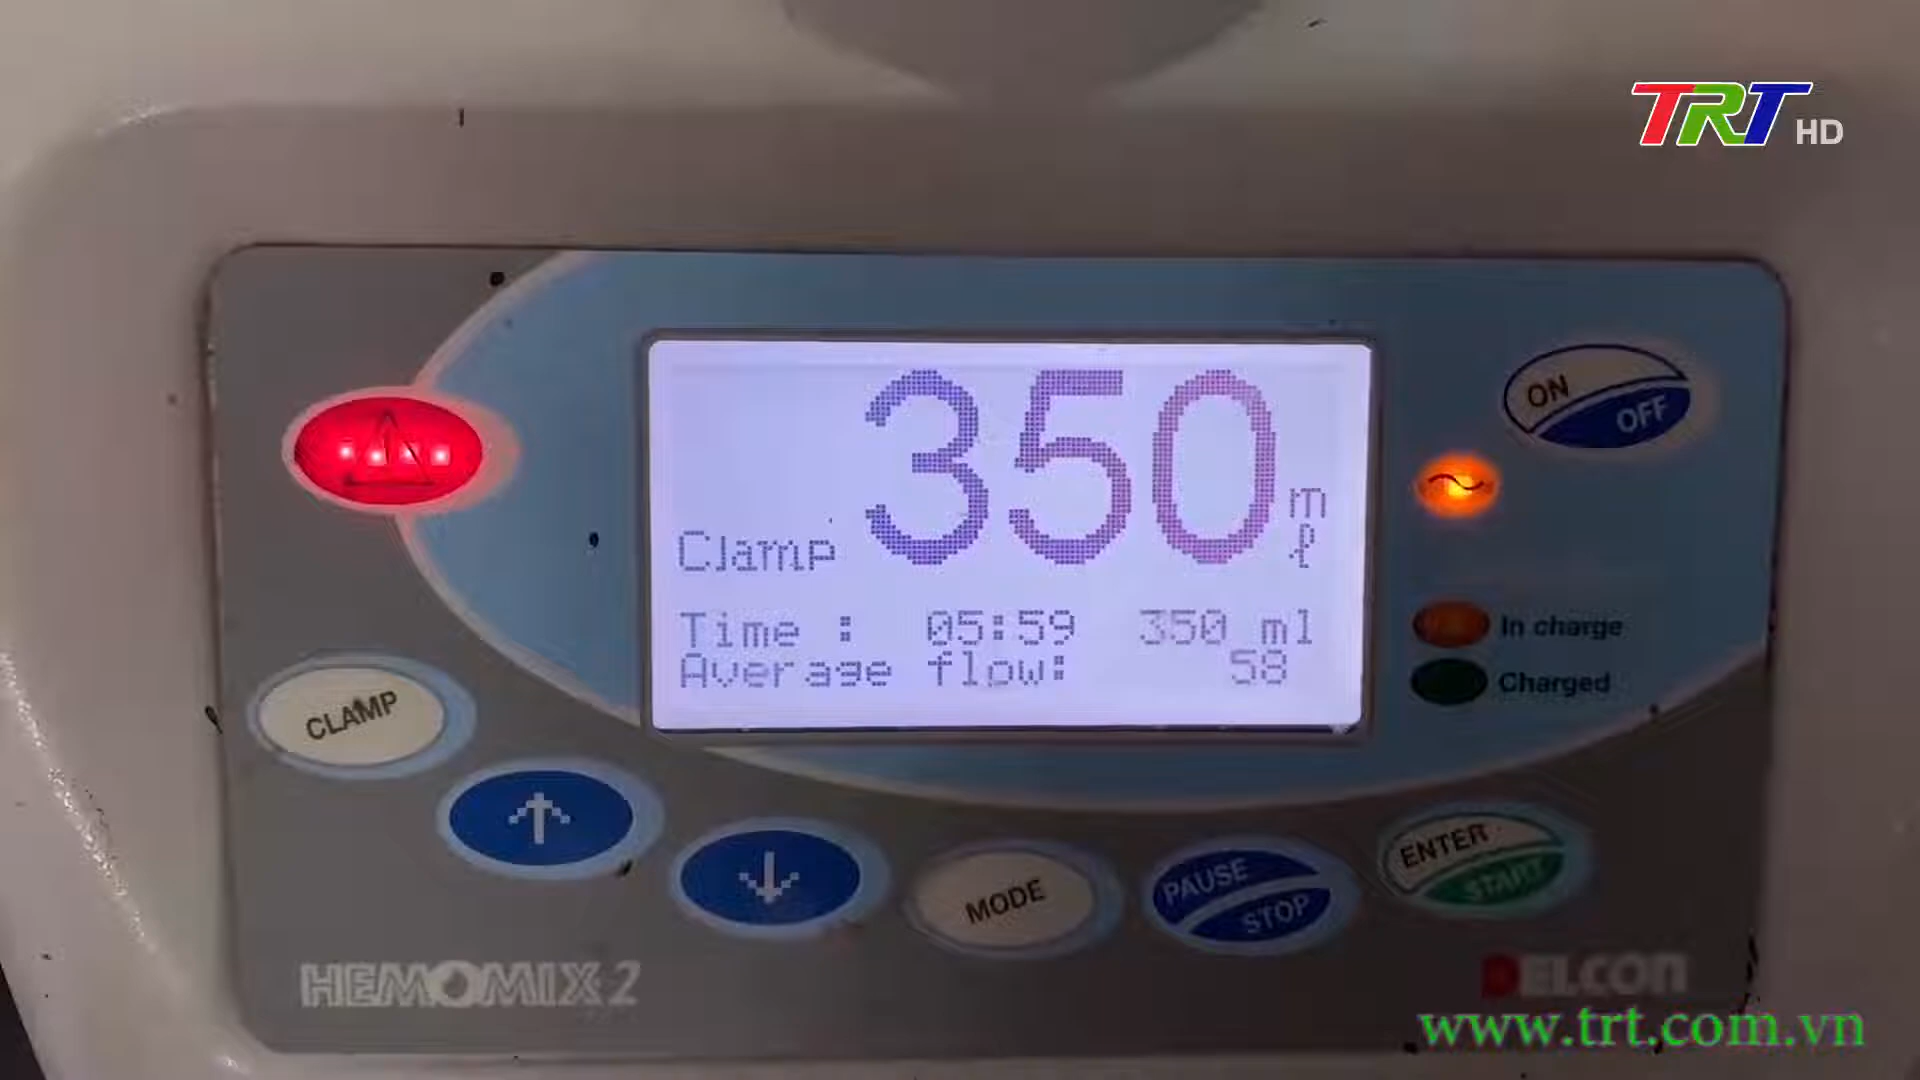 TRT HD
ON
OFF
350 mℓ
Clamp
Time : 05:59 350 ml
Average flow: 58
In charge
Charged
CLAMP
MODE
PAUSE
STOP
ENTER
START
HEMOMIX 2
DELCON
www.trt.com.vn